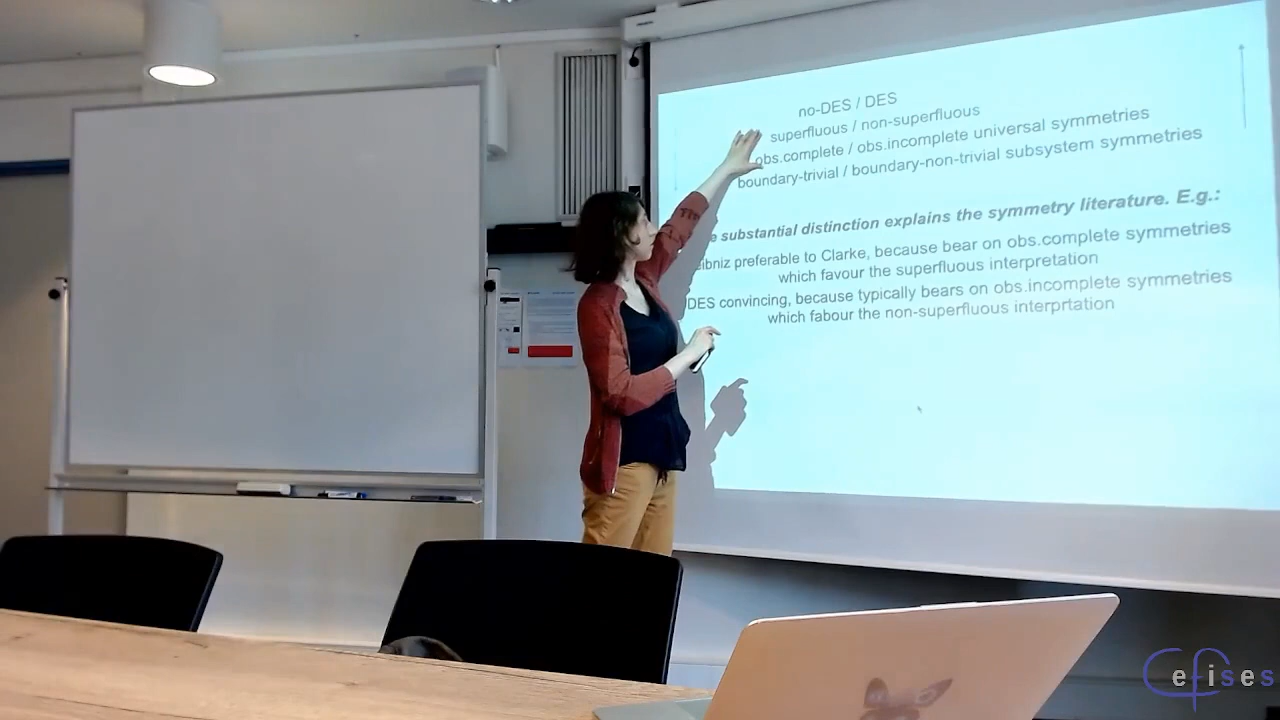 no-DES / DES
superfluous / non-superfluous
obs.complete / obs.incomplete universal symmetries
boundary-trivial / boundary-non-trivial subsystem symmetries
substantial distinction explains the symmetry literature. E.g.:
preferable to Clarke, because bear on obs.complete symmetries
which favour the superfluous interpretation
DES convincing, because typically bears on obs.incomplete symmetries
which fabour the non-superfluous interprtation
Cefises